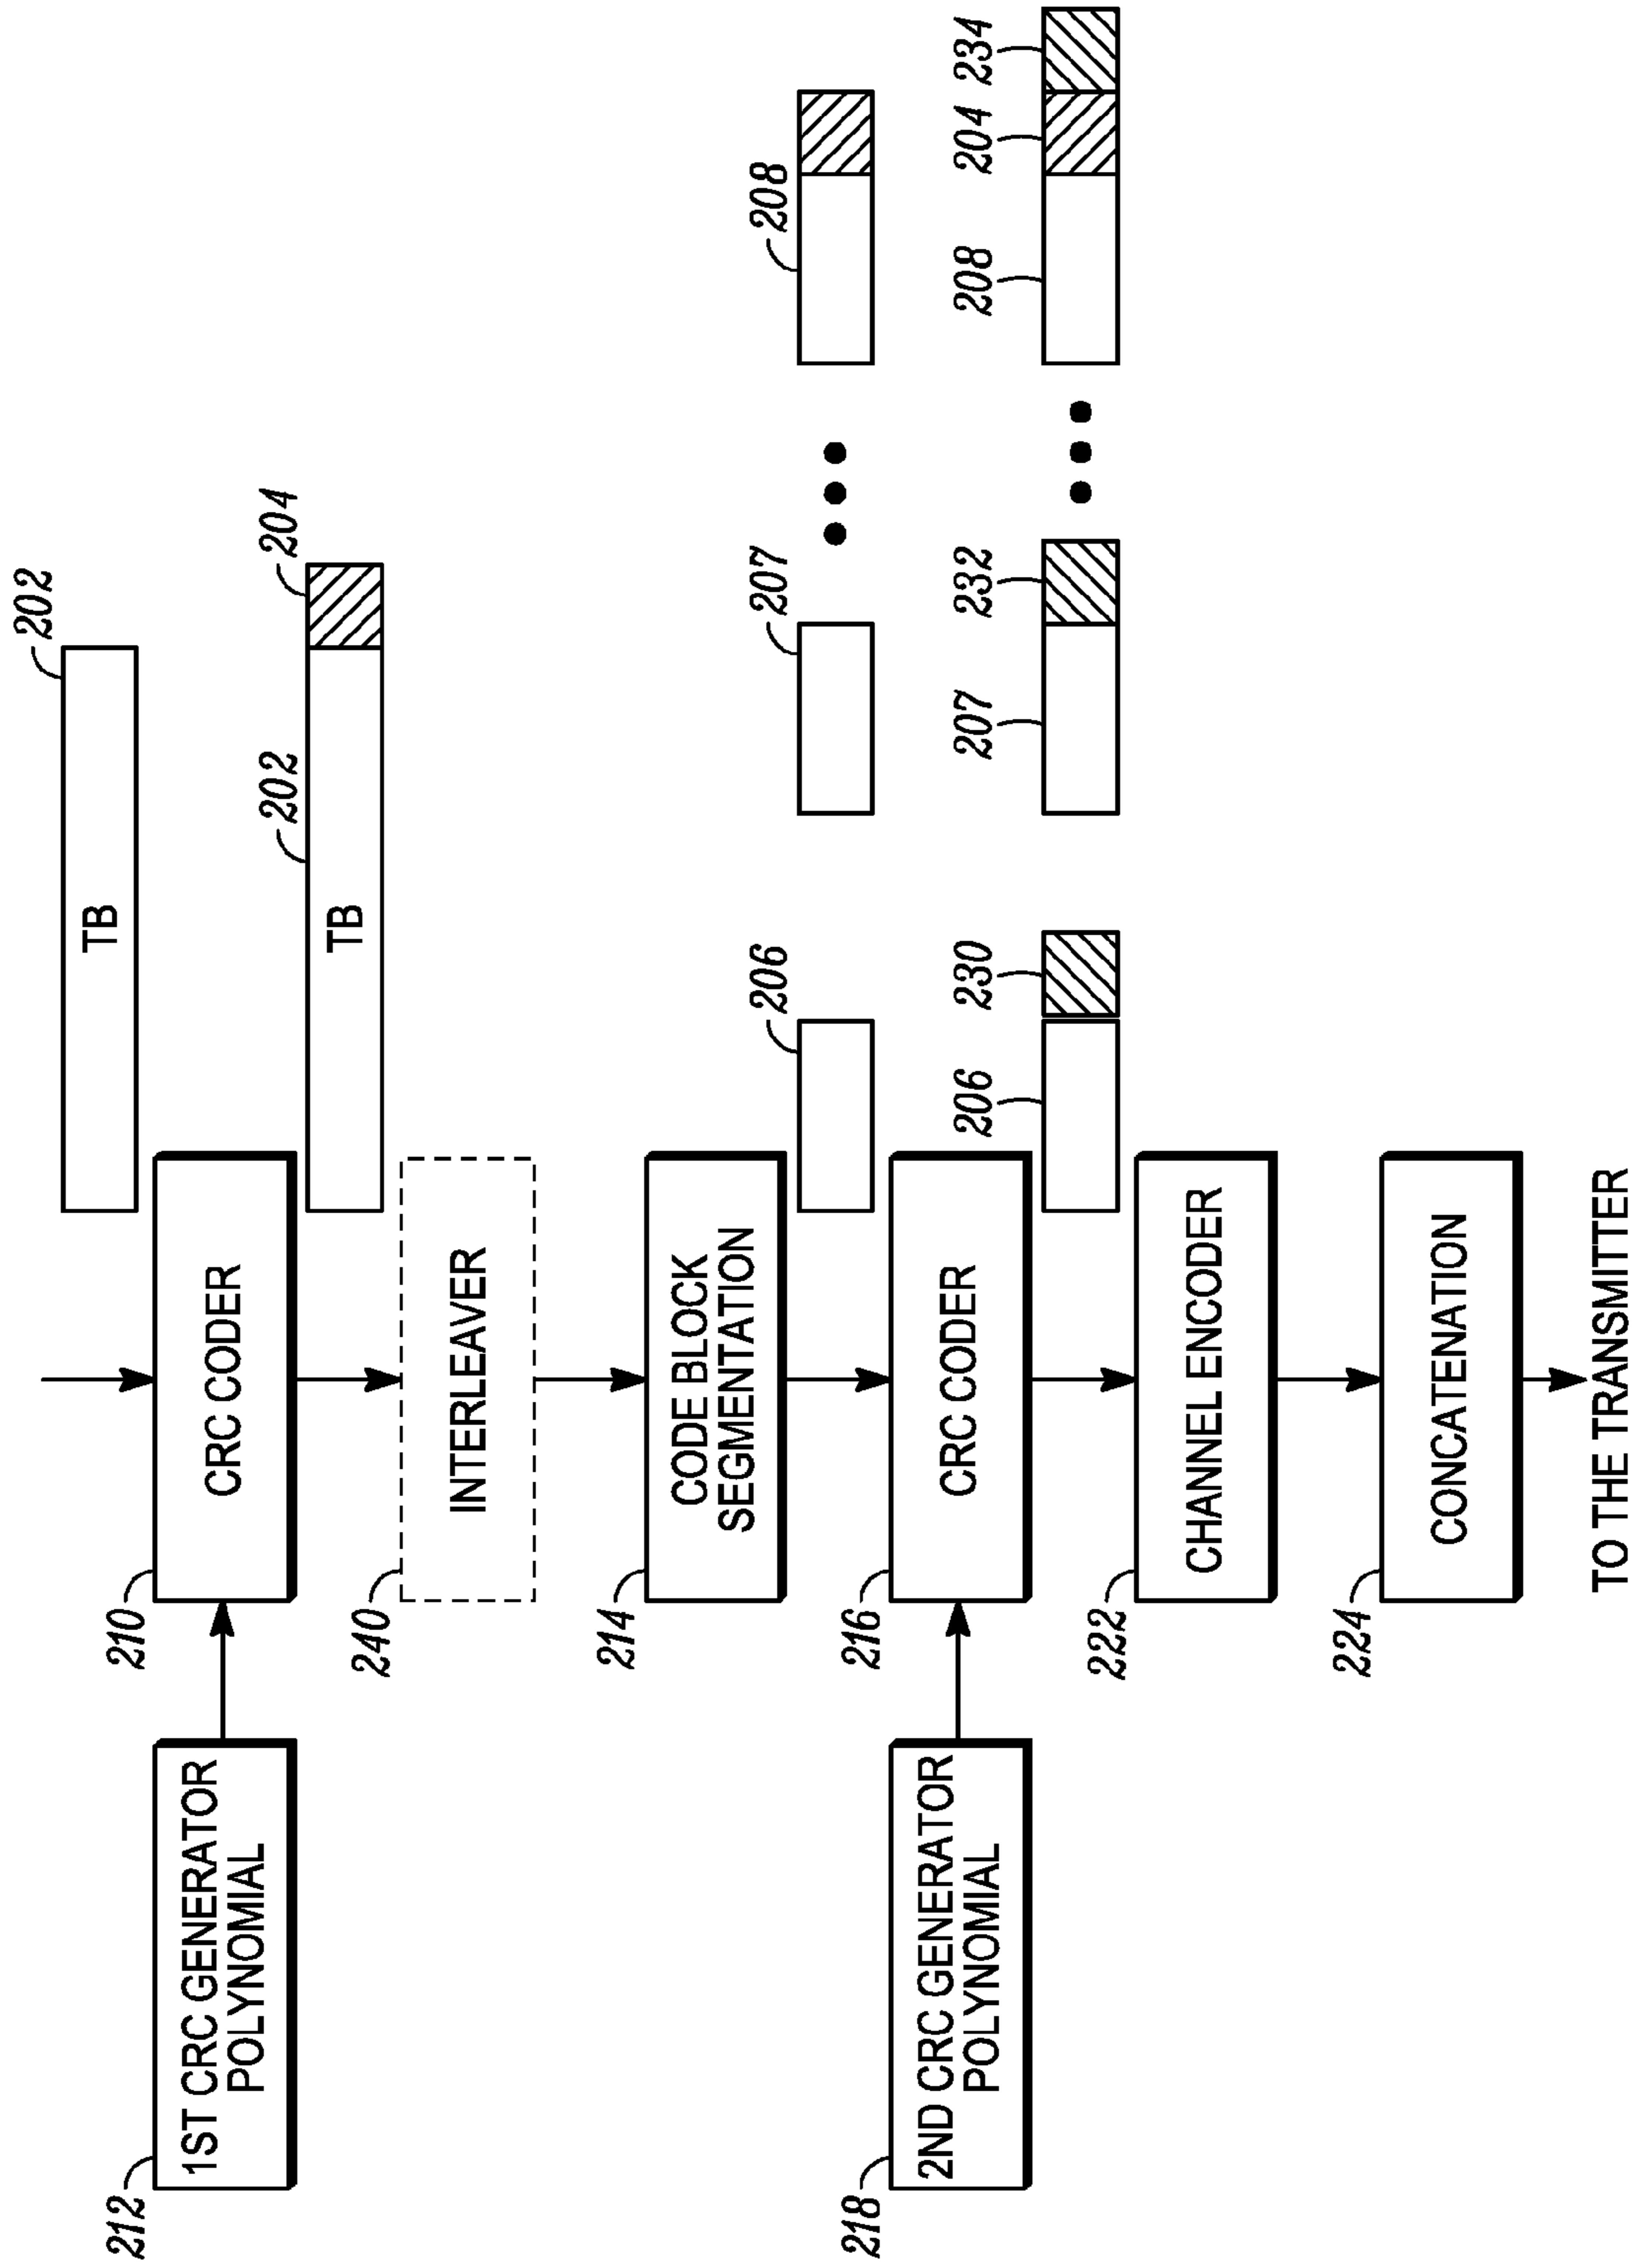 202
TB
212
1ST CRC GENERATOR
POLYNOMIAL
210
CRC CODER
202
204
TB
240
INTERLEAVER
214
CODE BLOCK
SEGMENTATION
206
207
208
218
2ND CRC GENERATOR
POLYNOMIAL
216
CRC CODER
206
230
207
232
208
204
234
222
CHANNEL ENCODER
224
CONCATENATION
TO THE TRANSMITTER